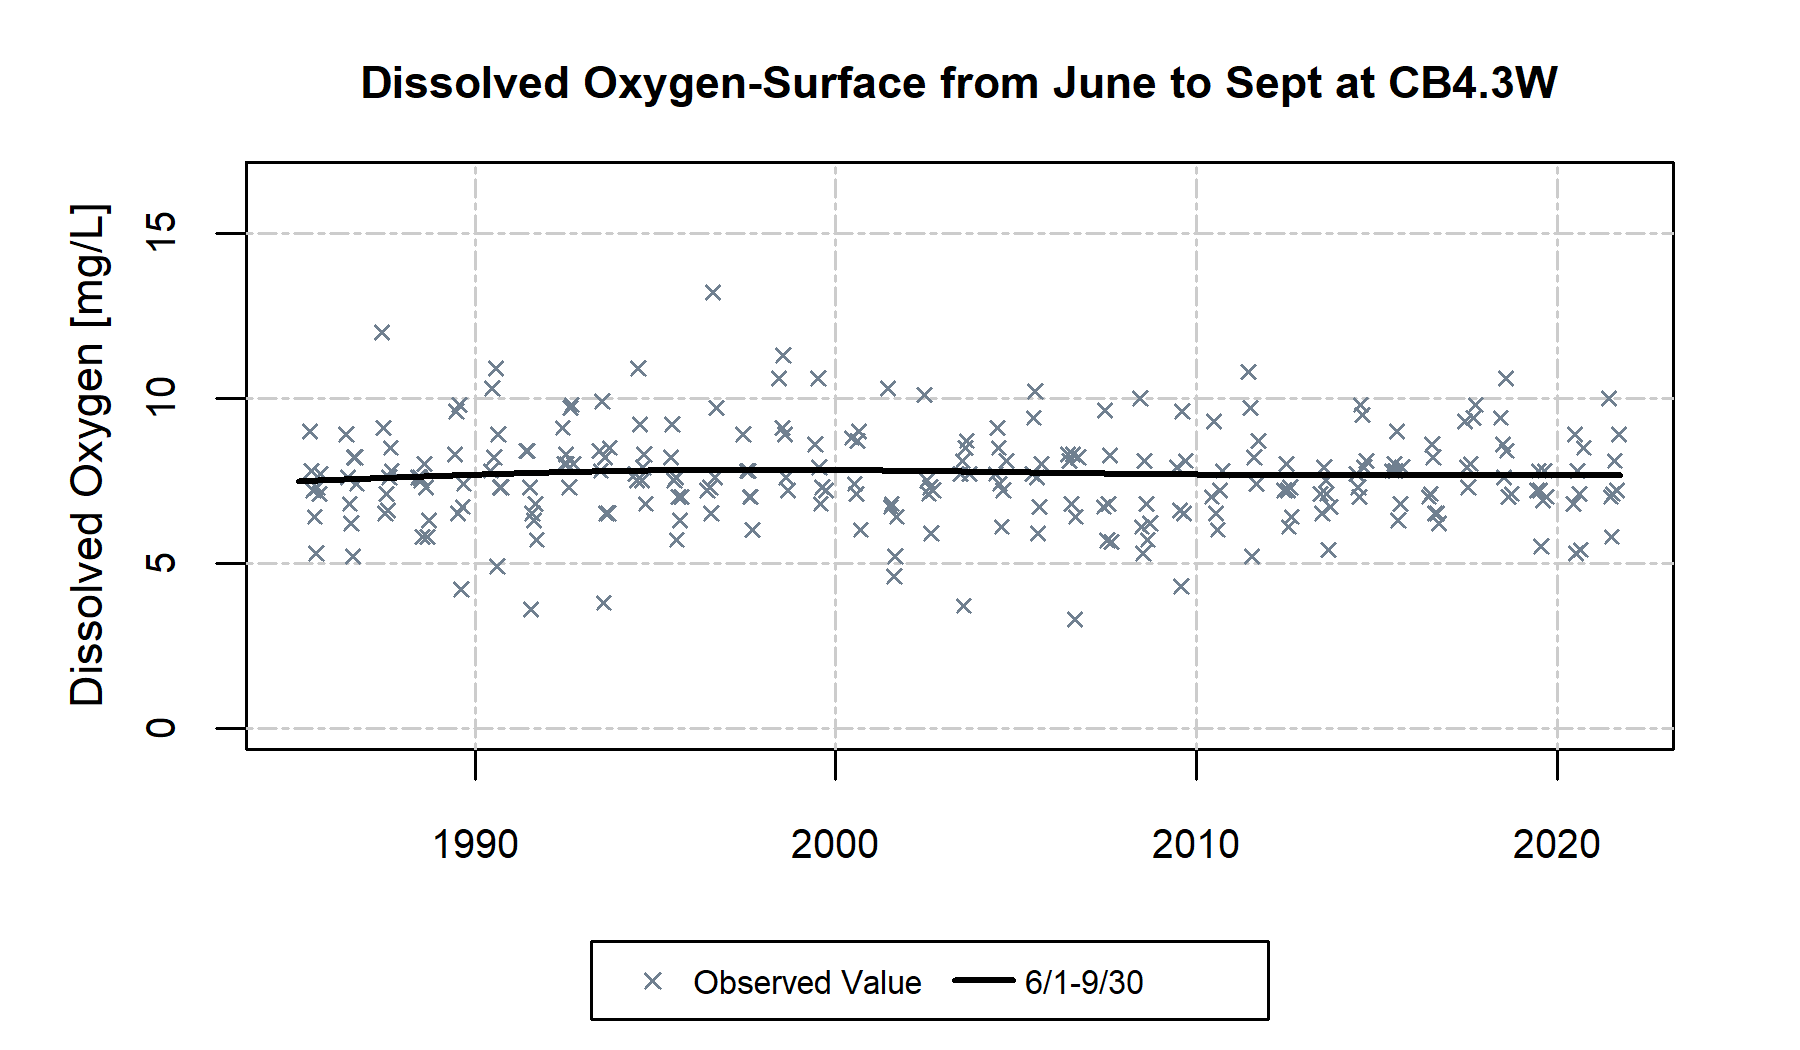 Dissolved Oxygen-Surface from June to Sept at CB4.3W
Dissolved Oxygen [mg/L]
15
10
5
0
1990 2000 2010 2020
Observed Value 6/1-9/30